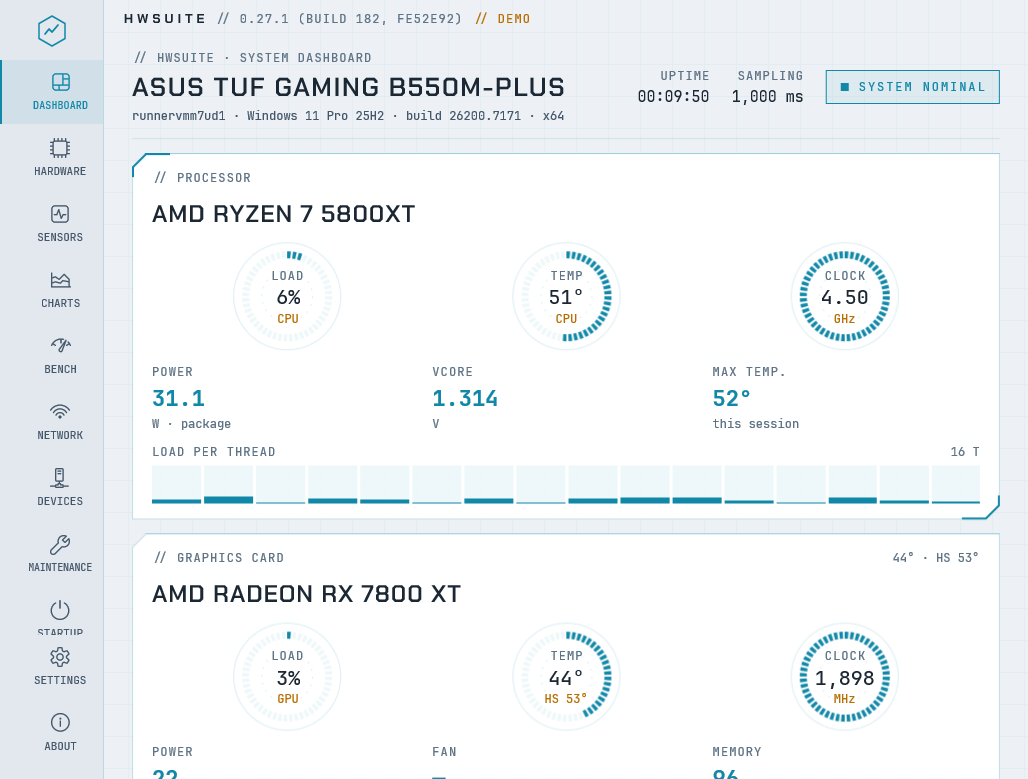 HWSUITE // 0.27.1 (BUILD 182, FE52E92) // DEMO
DASHBOARD
HARDWARE
SENSORS
CHARTS
BENCH
NETWORK
DEVICES
MAINTENANCE
STARTUP
SETTINGS
ABOUT
// HWSUITE · SYSTEM DASHBOARD
ASUS TUF GAMING B550M-PLUS
runnervmm7ud1 · Windows 11 Pro 25H2 · build 26200.7171 · x64
UPTIME
00:09:50
SAMPLING
1,000 ms
SYSTEM NOMINAL
// PROCESSOR
AMD RYZEN 7 5800XT
LOAD
6%
CPU
TEMP
51°
CPU
CLOCK
4.50
GHz
POWER
31.1
W · package
VCORE
1.314
V
MAX TEMP.
52°
this session
LOAD PER THREAD
16 T
// GRAPHICS CARD
44° · HS 53°
AMD RADEON RX 7800 XT
LOAD
3%
GPU
TEMP
44°
HS 53°
CLOCK
1,898
MHz
POWER
22
FAN
—
MEMORY
96